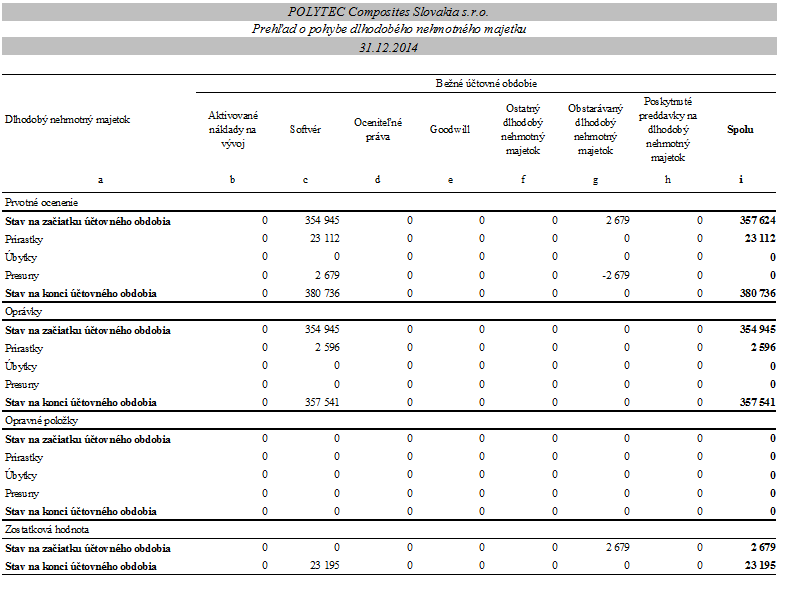 POLYTEC Composites Slovakia s.r.o.
Prehľad o pohybe dlhodobého nehmotného majetku
31.12.2014
Bežné účtovné obdobie
Dlhodobý nehmotný majetok Aktivované náklady na vývoj Softvér Oceniteľné práva Goodwill Ostatný dlhodobý nehmotný majetok Obstarávaný dlhodobý nehmotný majetok Poskytnuté preddavky na dlhodobý nehmotný majetok Spolu
a b c d e f g h i
Prvotné ocenenie
Stav na začiatku účtovného obdobia 0 354 945 0 0 0 2 679 0 357 624
Prírastky 0 23 112 0 0 0 0 0 23 112
Úbytky 0 0 0 0 0 0 0 0
Presuny 0 2 679 0 0 0 -2 679 0 0
Stav na konci účtovného obdobia 0 380 736 0 0 0 0 0 380 736
Oprávky
Stav na začiatku účtovného obdobia 0 354 945 0 0 0 0 0 354 945
Prírastky 0 2 596 0 0 0 0 0 2 596
Úbytky 0 0 0 0 0 0 0 0
Presuny 0 0 0 0 0 0 0 0
Stav na konci účtovného obdobia 0 357 541 0 0 0 0 0 357 541
Opravné položky
Stav na začiatku účtovného obdobia 0 0 0 0 0 0 0 0
Prírastky 0 0 0 0 0 0 0 0
Úbytky 0 0 0 0 0 0 0 0
Presuny 0 0 0 0 0 0 0 0
Stav na konci účtovného obdobia 0 0 0 0 0 0 0 0
Zostatková hodnota
Stav na začiatku účtovného obdobia 0 0 0 0 0 2 679 0 2 679
Stav na konci účtovného obdobia 0 23 195 0 0 0 0 0 23 195